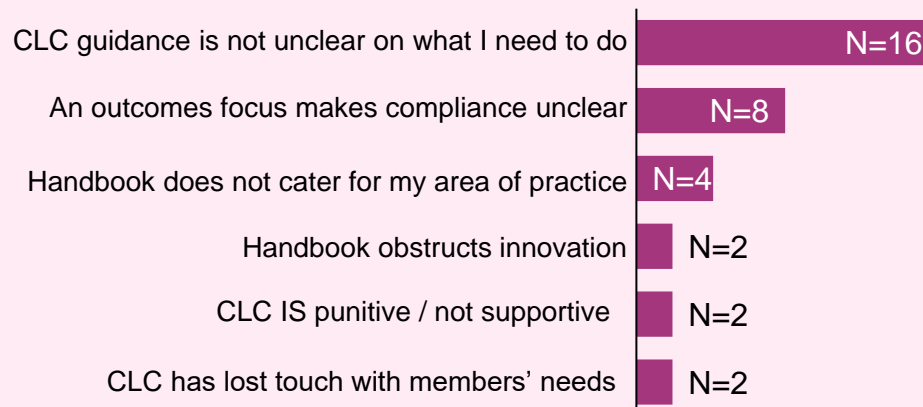 CLC guidance is not unclear on what I need to do N=16
An outcomes focus makes compliance unclear N=8
Handbook does not cater for my area of practice N=4
Handbook obstructs innovation N=2
CLC IS punitive / not supportive N=2
CLC has lost touch with members’ needs N=2